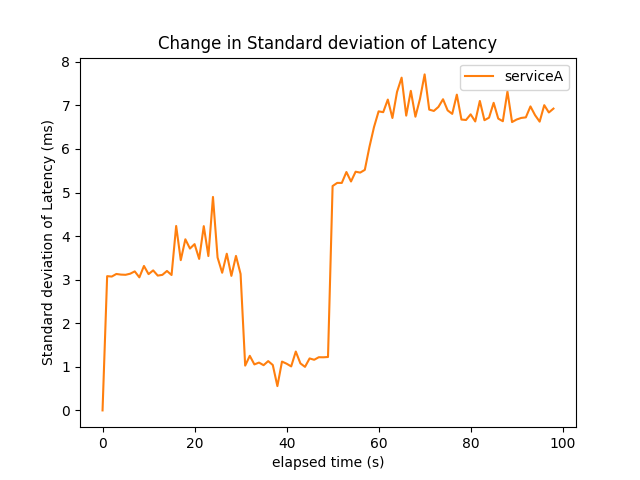 Change in Standard deviation of Latency
serviceA
Standard deviation of Latency (ms)
8
7
6
5
4
3
2
1
0
0 20 40 60 80 100
elapsed time (s)